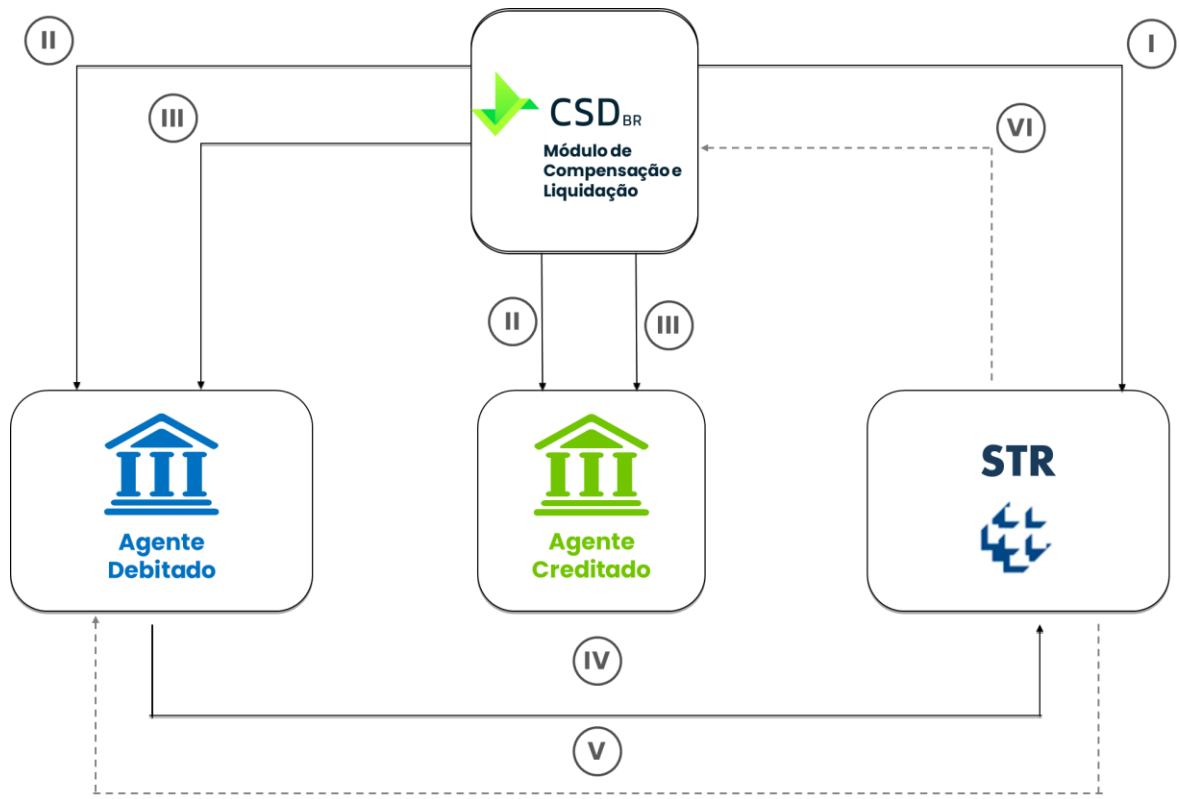 II
I
III
VI
CSD BR
Módulo de
Compensação e
Liquidação
II
III
STR
Agente
Debitado
Agente
Creditado
IV
V